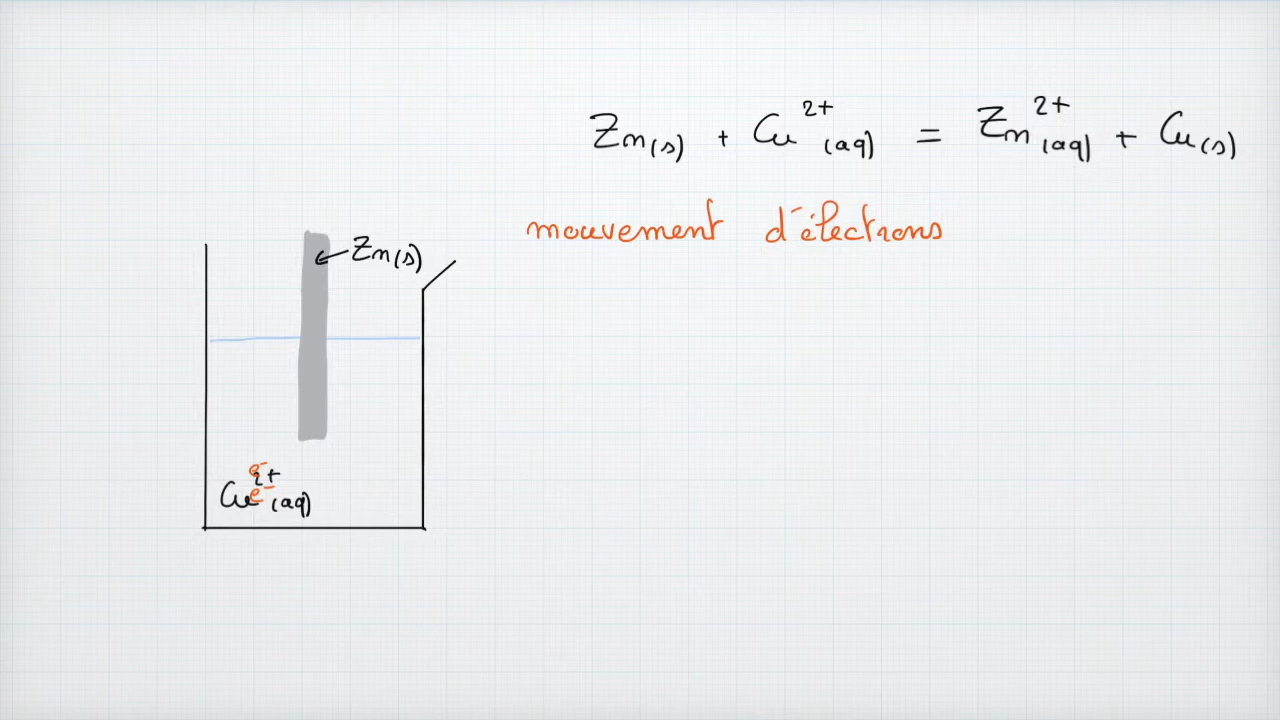 Zn(s) + Cu²⁺(aq) = Zn²⁺(aq) + Cu(s)
mouvement d'électrons
Zn(s)
e⁻
e⁻
Cu²⁺(aq)